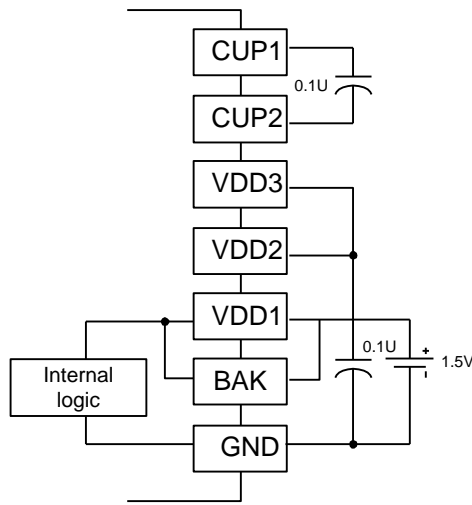 CUP1
0.1U
CUP2
VDD3
VDD2
VDD1
0.1U
+
1.5V
-
Internal
logic
BAK
GND